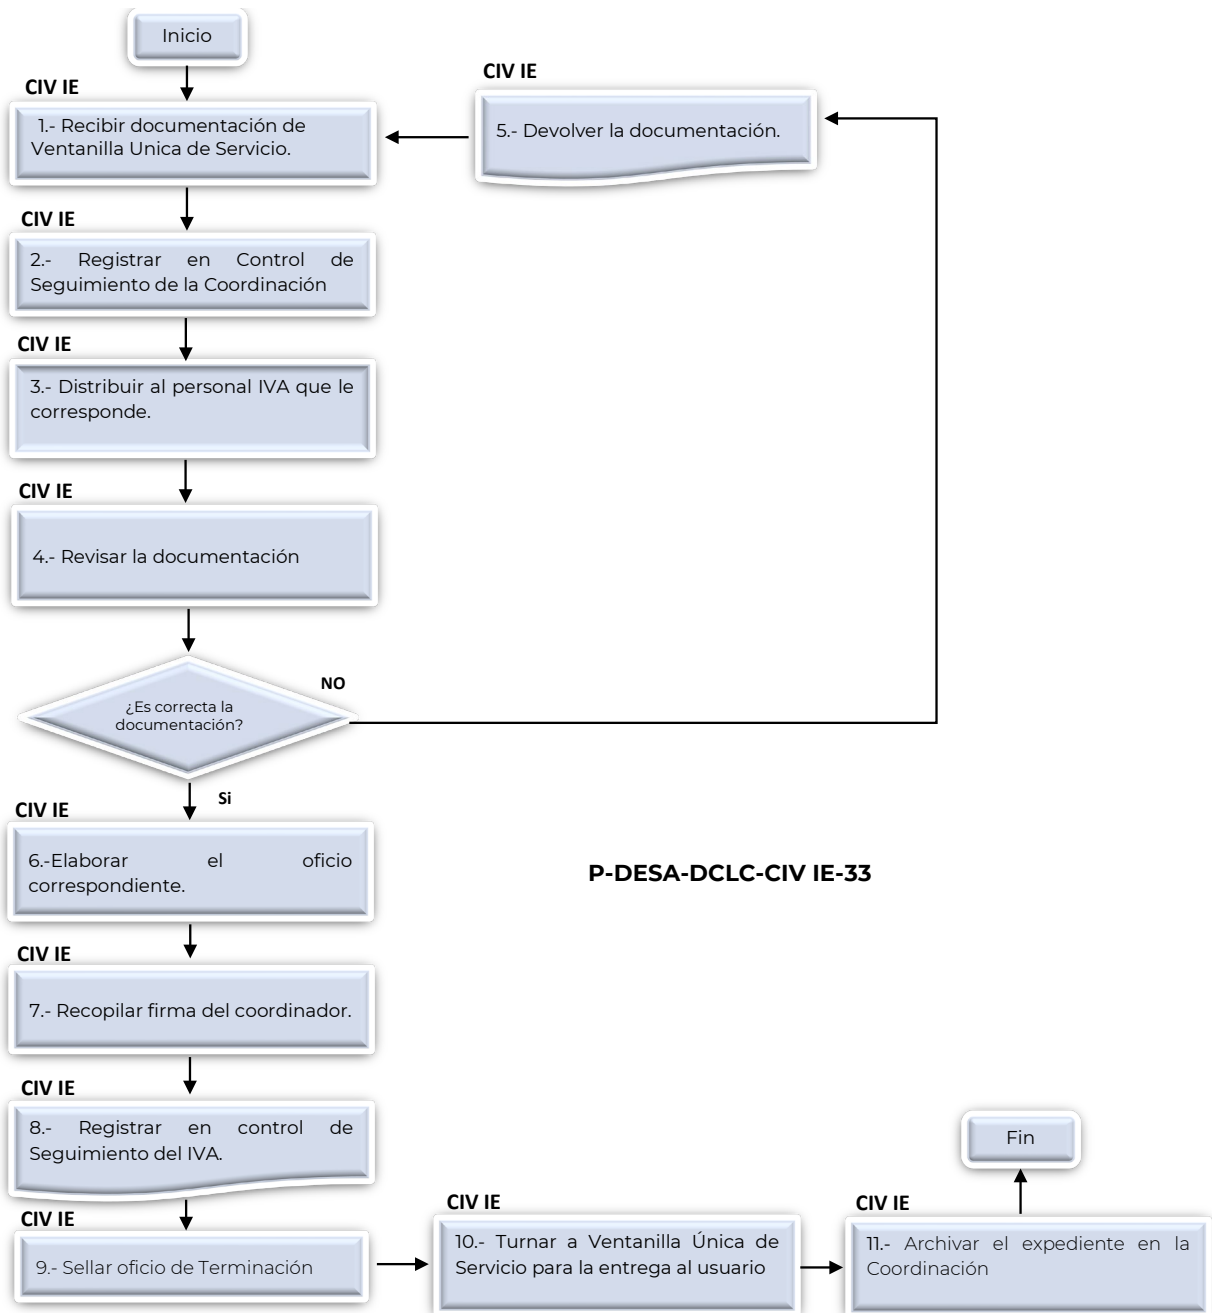 Inicio
CIV IE
1.- Recibir documentación de
Ventanilla Unica de Servicio.
CIV IE
5.- Devolver la documentación.
CIV IE
2.- Registrar en Control de
Seguimiento de la Coordinación
CIV IE
3.- Distribuir al personal IVA que le
corresponde.
CIV IE
4.- Revisar la documentación
¿Es correcta la
documentación?
NO
Si
CIV IE
6.-Elaborar el oficio
correspondiente.
P-DESA-DCLC-CIV IE-33
CIV IE
7.- Recopilar firma del coordinador.
CIV IE
8.- Registrar en control de
Seguimiento del IVA.
CIV IE
9.- Sellar oficio de Terminación
CIV IE
10.- Turnar a Ventanilla Única de
Servicio para la entrega al usuario
CIV IE
11.- Archivar el expediente en la
Coordinación
Fin